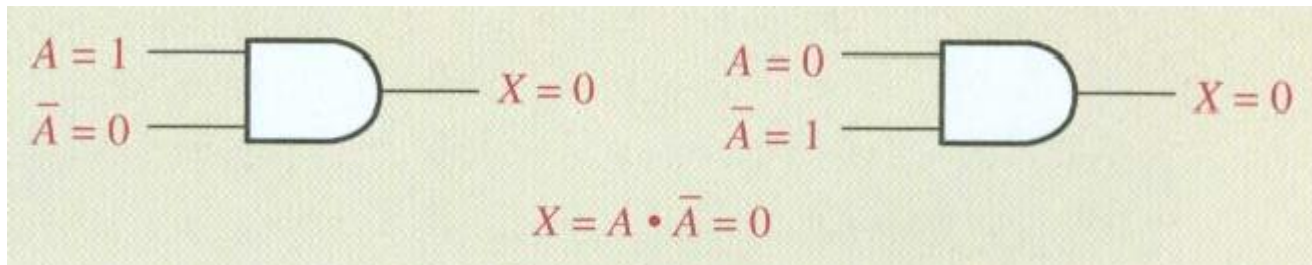 A = 1
A̅ = 0
X = 0
A = 0
A̅ = 1
X = 0
X = A • A̅ = 0